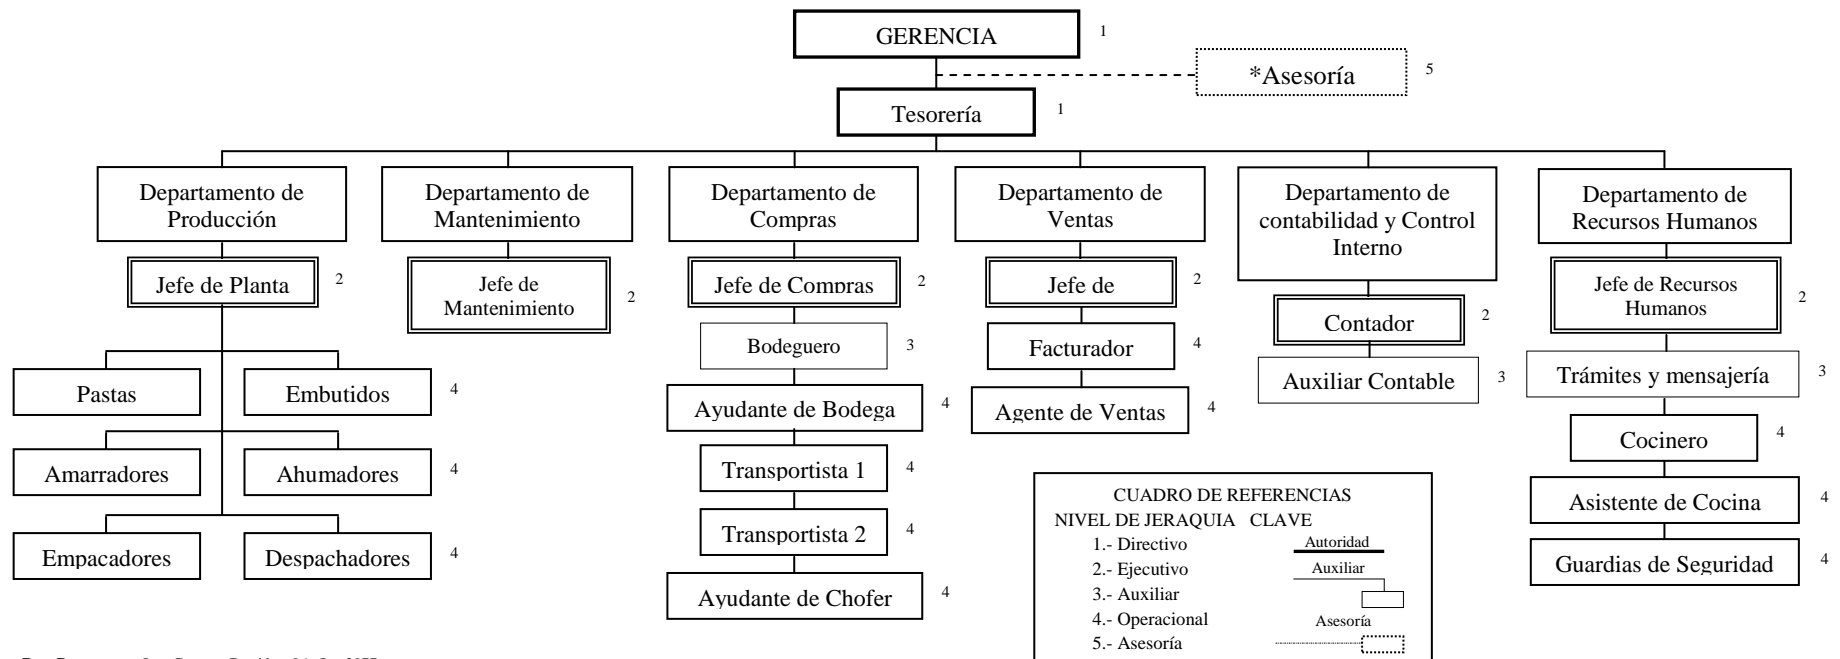 GERENCIA 1
*Asesoría 5
Tesorería 1
Departamento de
Producción
Departamento de
Mantenimiento
Departamento de
Compras
Departamento de
Ventas
Departamento de
contabilidad y Control
Interno
Departamento de
Recursos Humanos
Jefe de Planta 2
Jefe de
Mantenimiento 2
Jefe de Compras 2
Jefe de 2
Contador 2
Jefe de Recursos
Humanos 2
Bodeguero 3
Facturador 4
Auxiliar Contable 3
Trámites y mensajería 3
Pastas
Embutidos 4
Ayudante de Bodega 4
Agente de Ventas 4
Cocinero 4
Amarradores
Ahumadores 4
Transportista 1 4
Asistente de Cocina 4
Empacadores
Despachadores 4
Transportista 2 4
Guardias de Seguridad 4
Ayudante de Chofer 4
CUADRO DE REFERENCIAS
NIVEL DE JERAQUIA CLAVE
1.- Directivo Autoridad
2.- Ejecutivo Auxiliar
3.- Auxiliar
4.- Operacional Asesoría
5.- Asesoría